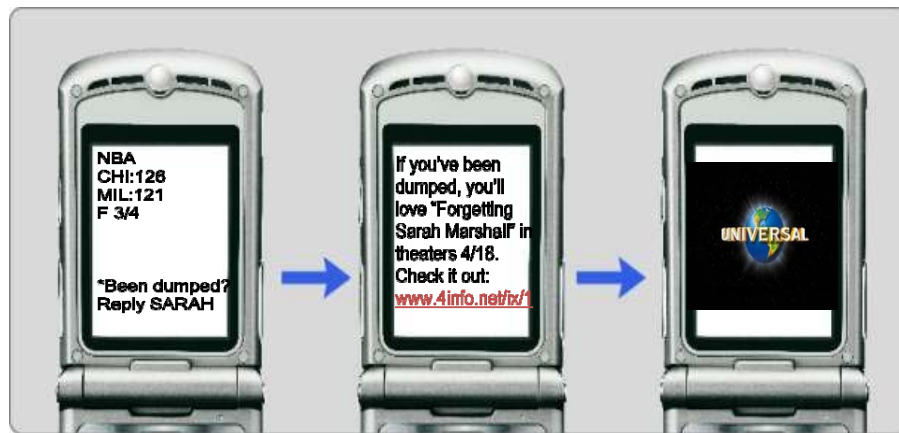 NBA
CHI:126
MIL:121
F 3/4
*Been dumped?
Reply SARAH
If you've been
dumped, you'll
love "Forgetting
Sarah Marshall" in
theaters 4/18.
Check it out:
www.4info.net/ix/1
UNIVERSAL